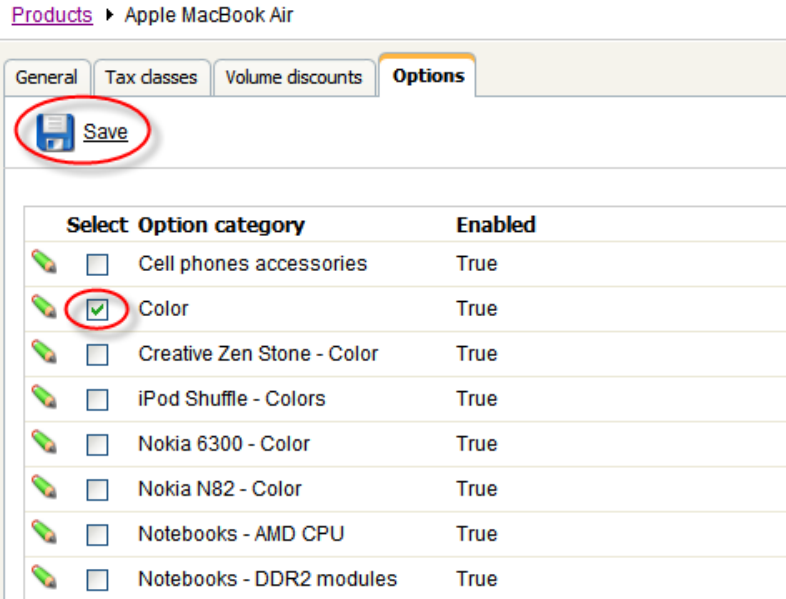 Products Apple MacBook Air
General Tax classes Volume discounts Options
Save
Select Option category Enabled
Cell phones accessories True
Color True
Creative Zen Stone - Color True
iPod Shuffle - Colors True
Nokia 6300 - Color True
Nokia N82 - Color True
Notebooks - AMD CPU True
Notebooks - DDR2 modules True